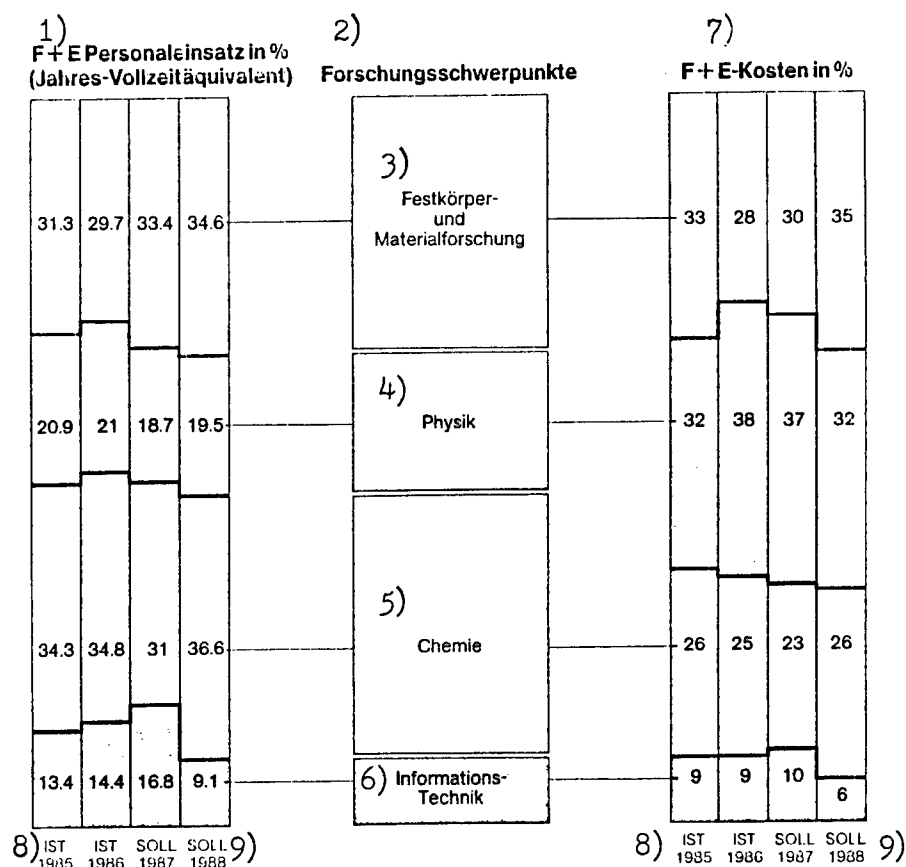 1)
F+E Personaleinsatz in %
(Jahres-Vollzeitäquivalent)
2)
Forschungsschwerpunkte
7)
F+E-Kosten in %
3)
Festkörper-
und
Materialforschung
31.3 29.7 33.4 34.6
33 28 30 35
4)
Physik
20.9 21 18.7 19.5
32 38 37 32
5)
Chemie
34.3 34.8 31 36.6
26 25 23 26
6) Informations-
Technik
13.4 14.4 16.8 9.1
9 9 10 6
8) IST IST SOLL SOLL 9)
1985 1986 1987 1988
8) IST IST SOLL SOLL 9)
1985 1986 1987 1988